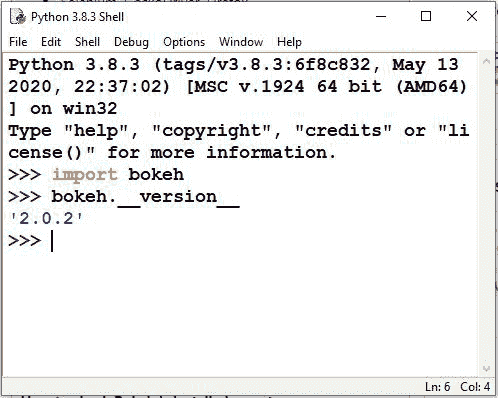 Python 3.8.3 Shell
File Edit Shell Debug Options Window Help
Python 3.8.3 (tags/v3.8.3:6f8c832, May 13
2020, 22:37:02) [MSC v.1924 64 bit (AMD64)
] on win32
Type "help", "copyright", "credits" or "li
cense()" for more information.
>>> import bokeh
>>> bokeh.__version__
'2.0.2'
>>>
Ln: 6 Col: 4